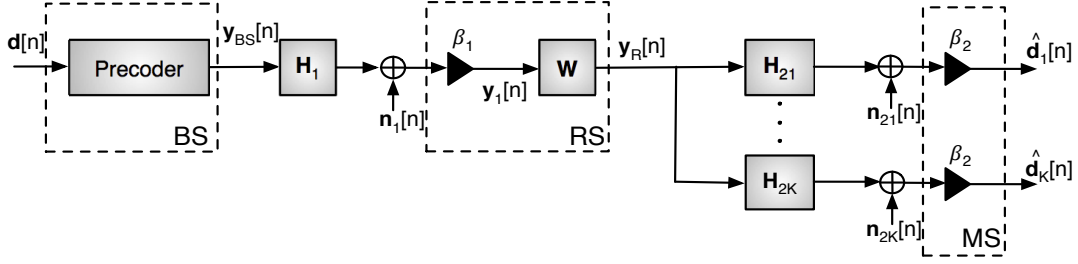 d[n]
Precoder
BS
y_BS[n]
H_1
n_1[n]
β_1
y_1[n]
W
RS
y_R[n]
H_21
n_21[n]
β_2
d̂_1[n]
H_2K
n_2K[n]
β_2
d̂_K[n]
MS